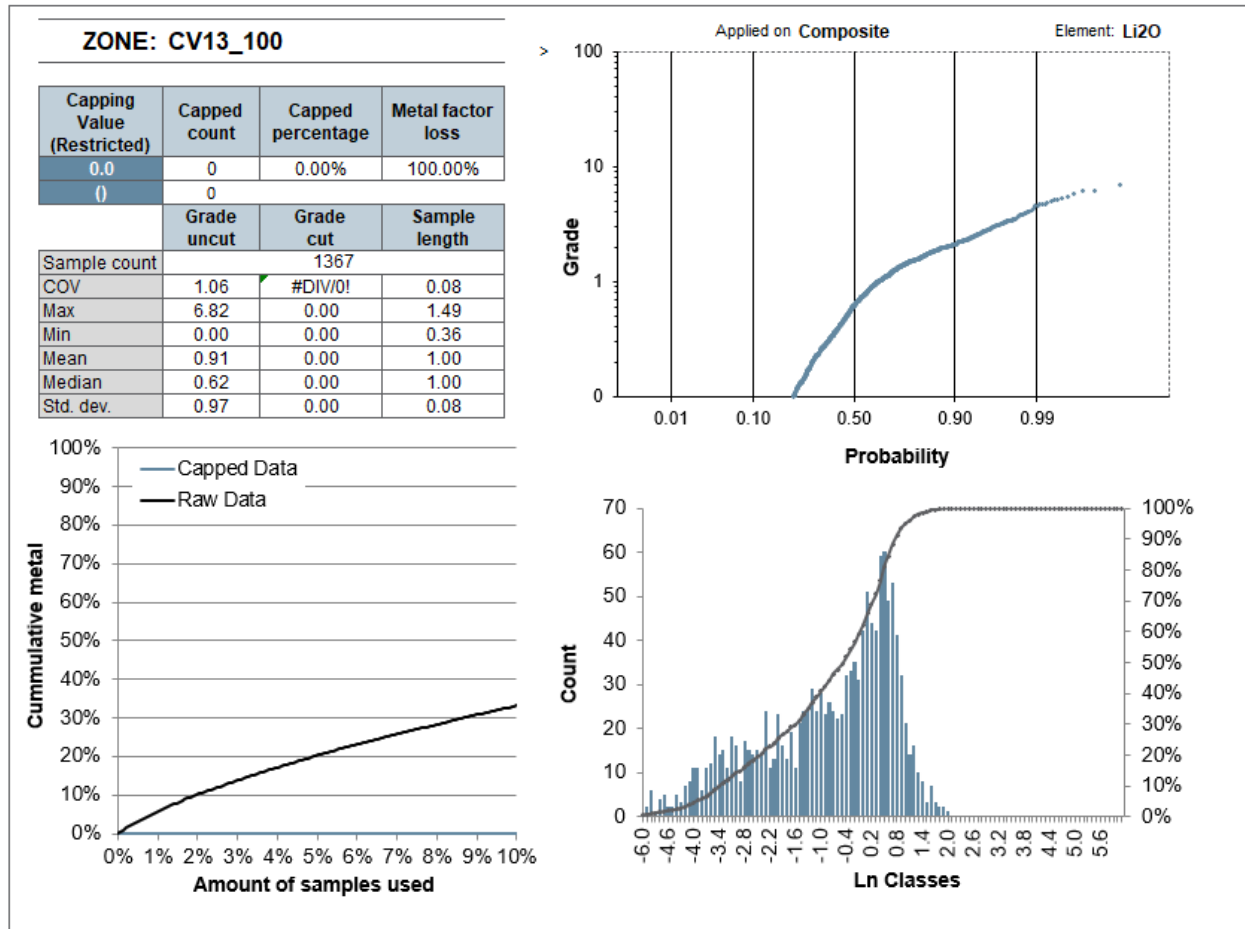 ZONE: CV13_100
Capping Value (Restricted) Capped count Capped percentage Metal factor loss
0.0 0 0.00% 100.00%
() 0
Grade uncut Grade cut Sample length
Sample count 1367
COV 1.06 #DIV/0! 0.08
Max 6.82 0.00 1.49
Min 0.00 0.00 0.36
Mean 0.91 0.00 1.00
Median 0.62 0.00 1.00
Std. dev. 0.97 0.00 0.08
> Applied on Composite Element: Li2O
100
10
1
0
Grade
0.01 0.10 0.50 0.90 0.99
Probability
100%
90%
80%
70%
60%
50%
40%
30%
20%
10%
0%
Cummulative metal
Capped Data
Raw Data
0% 1% 2% 3% 4% 5% 6% 7% 8% 9% 10%
Amount of samples used
70
60
50
40
30
20
10
0
Count
100%
90%
80%
70%
60%
50%
40%
30%
20%
10%
0%
-6.0 -4.6 -4.0 -3.4 -2.8 -2.2 -1.6 -1.0 -0.4 0.2 0.8 1.4 2.0 2.6 3.2 3.8 4.4 5.0 5.6
Ln Classes